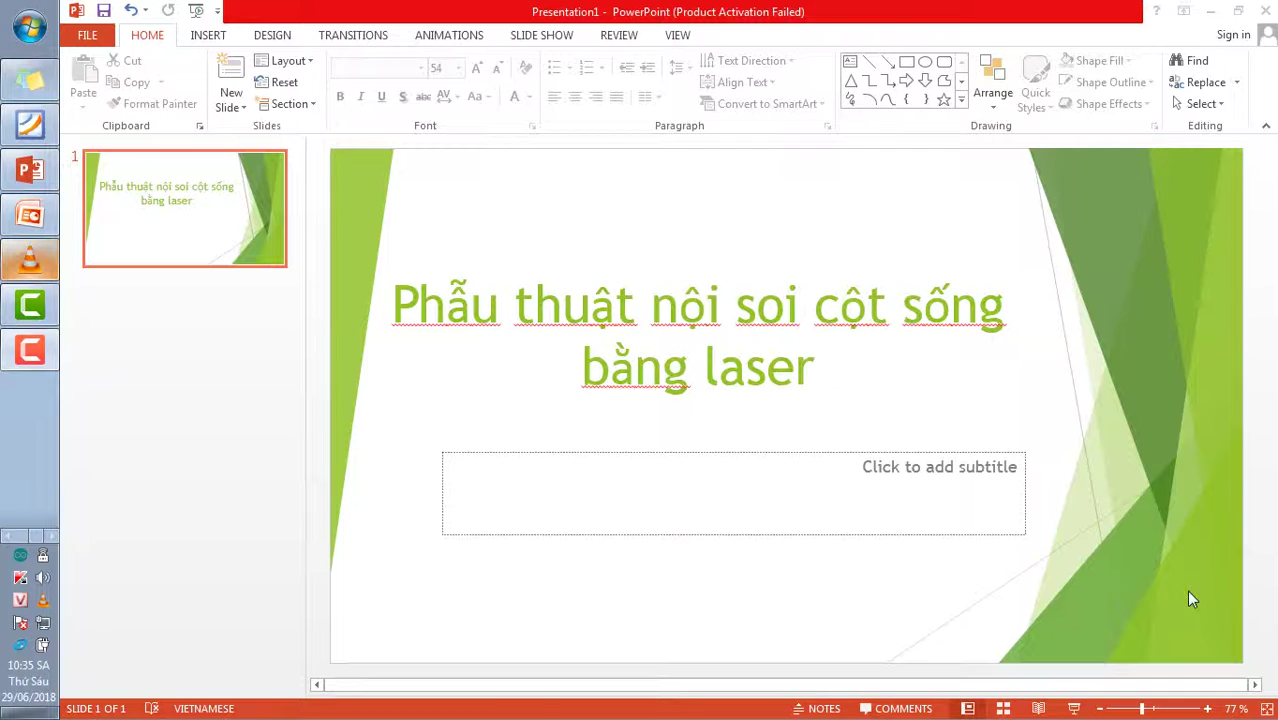 Presentation1 - PowerPoint (Product Activation Failed)
FILE HOME INSERT DESIGN TRANSITIONS ANIMATIONS SLIDE SHOW REVIEW VIEW Sign in
Paste
Cut
Copy
Format Painter
Clipboard
New Slide
Layout
Reset
Section
Slides
54
B I U S abc AV Aa A
Font
Text Direction
Align Text
Convert to SmartArt
Paragraph
Arrange
Quick Styles
Shape Fill
Shape Outline
Shape Effects
Drawing
Find
Replace
Select
Editing
1
Phẫu thuật nội soi cột sống
bằng laser
Phẫu thuật nội soi cột sống
bằng laser
Click to add subtitle
10:35 SA
Thứ Sáu
29/06/2018
SLIDE 1 OF 1 VIETNAMESE NOTES COMMENTS 77 %